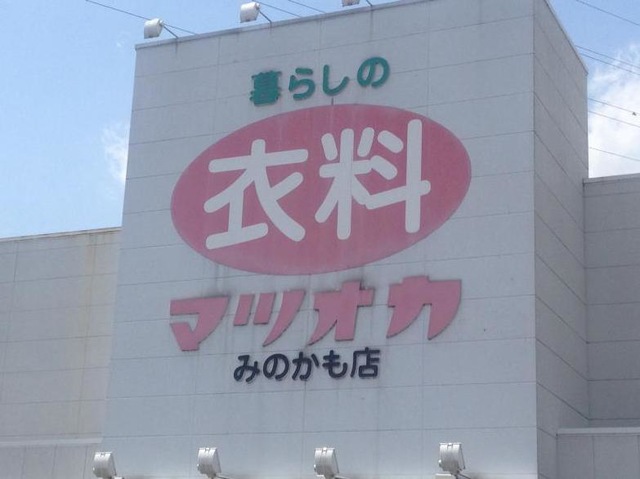 暮らしの
衣料
マツオカ
みのかも店